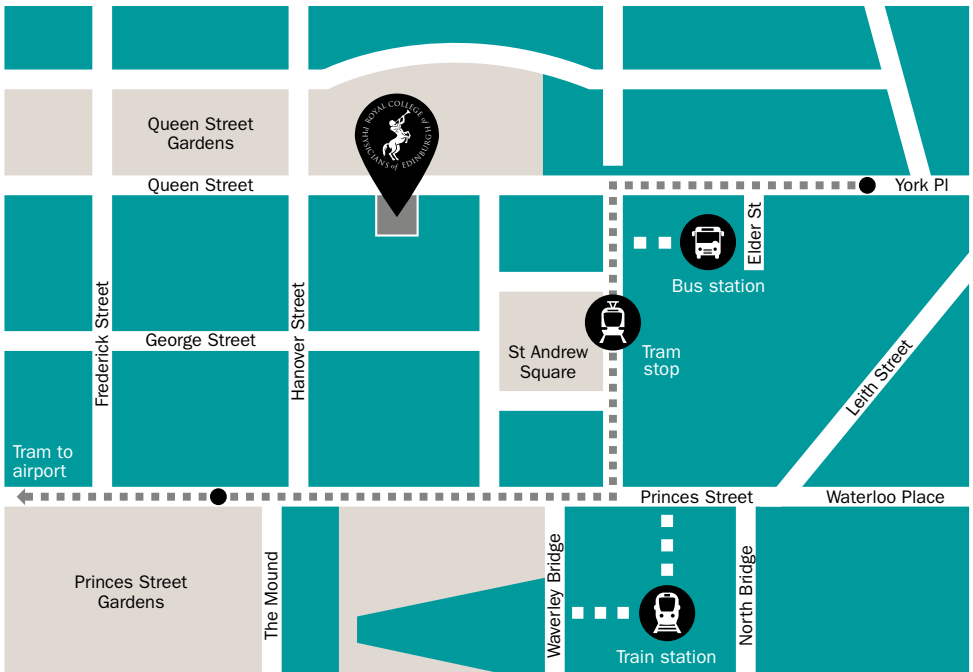 ROYAL COLLEGE of
PHYSICIANS of EDINBURGH
Queen Street
Gardens
Queen Street
York Pl
Elder St
Bus station
Frederick Street
Hanover Street
George Street
St Andrew
Square
Tram
stop
Leith Street
Tram to
airport
Princes Street
Waterloo Place
Princes Street
Gardens
The Mound
Waverley Bridge
North Bridge
Train station